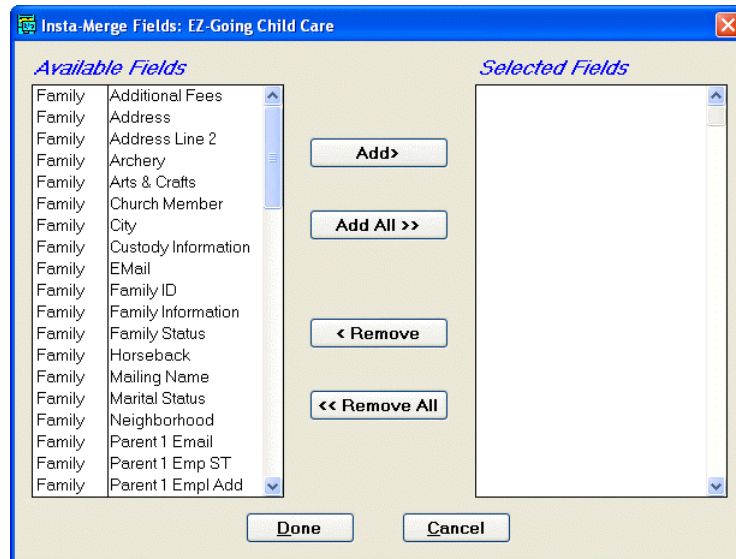 Insta-Merge Fields: EZ-Going Child Care
Available Fields
Selected Fields
Family Additional Fees
Family Address
Family Address Line 2
Family Archery
Family Arts & Crafts
Family Church Member
Family City
Family Custody Information
Family EMail
Family Family ID
Family Family Information
Family Family Status
Family Horseback
Family Mailing Name
Family Marital Status
Family Neighborhood
Family Parent 1 Email
Family Parent 1 Emp ST
Family Parent 1 Empl Add
Add>
Add All >>
< Remove
<< Remove All
Done
Cancel